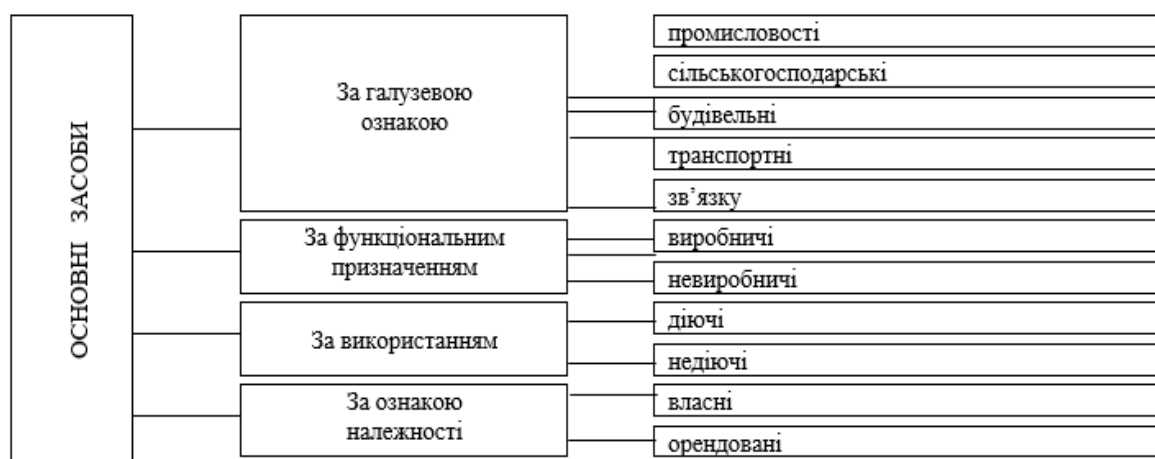 ОСНОВНІ ЗАСОБИ
За галузевою
ознакою
промисловості
сільськогосподарські
будівельні
транспортні
зв’язку
За функціональним
призначенням
виробничі
невиробничі
За використанням
діючі
недіючі
За ознакою
належності
власні
орендовані